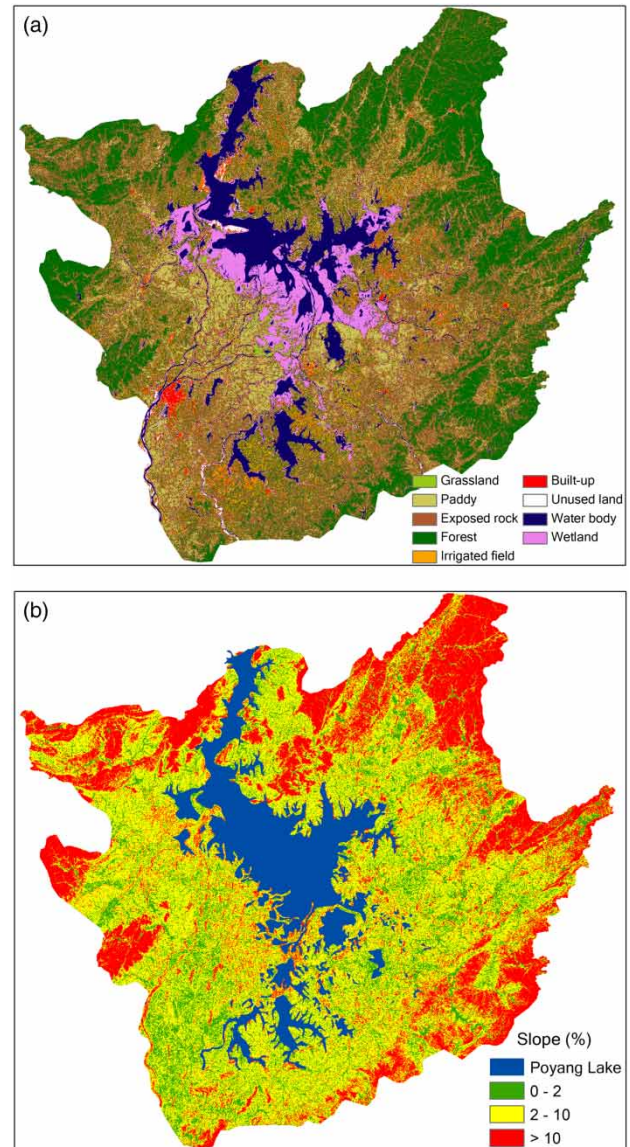 (a)
Grassland Built-up
Paddy Unused land
Exposed rock Water body
Forest Wetland
Irrigated field
(b)
Slope (%)
Poyang Lake
0 - 2
2 - 10
> 10